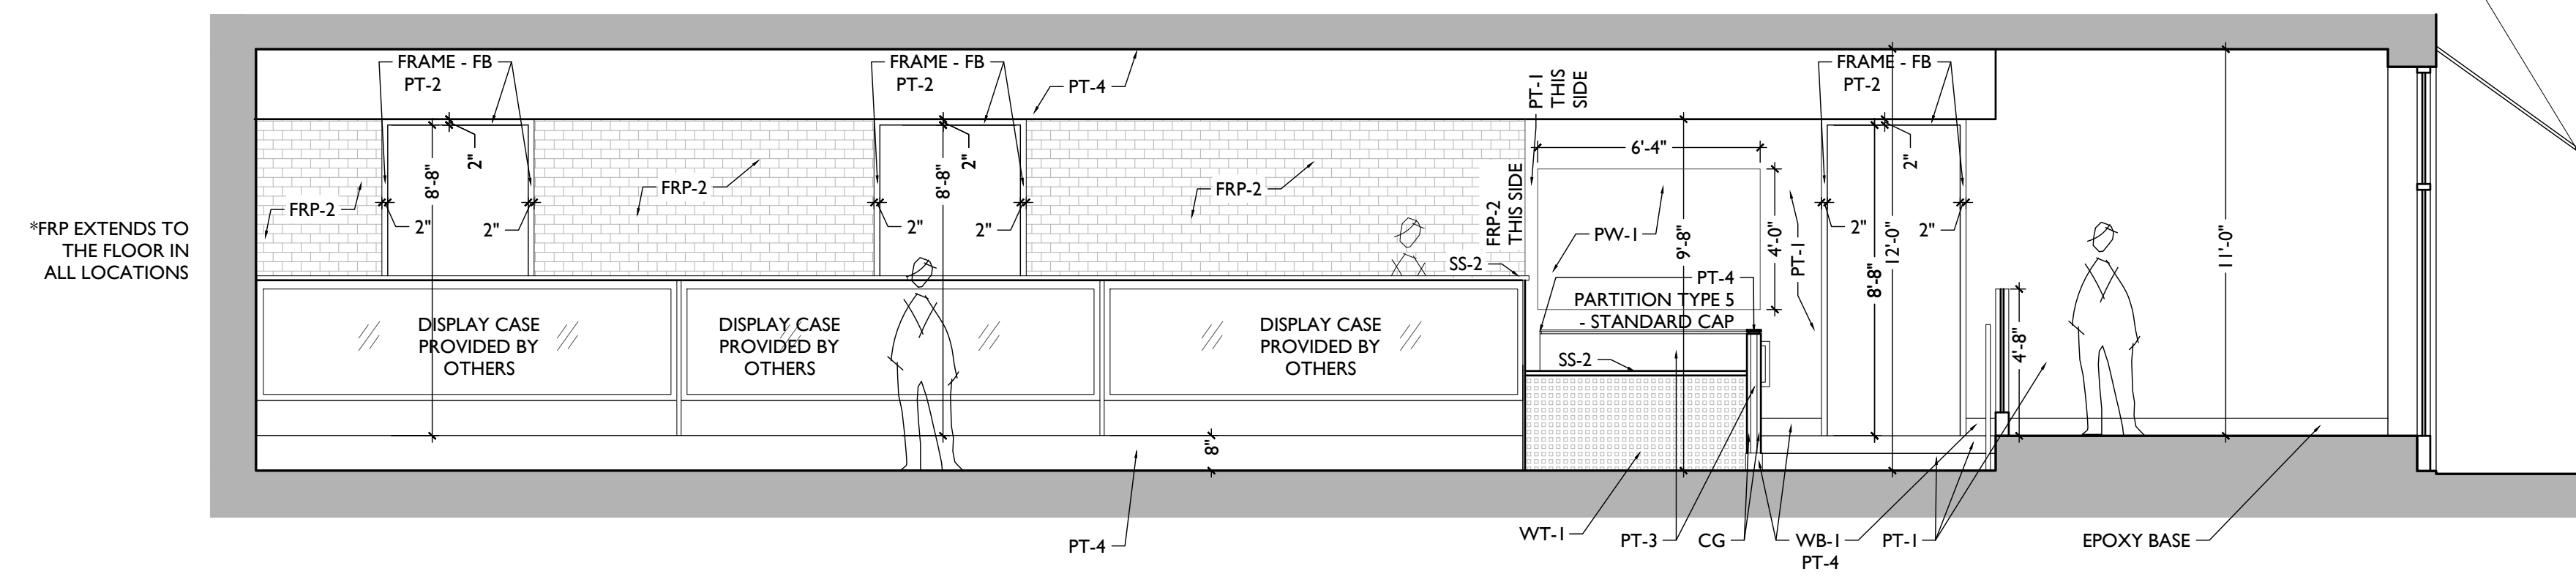 FRAME - FB
PT-2
FRAME - FB
PT-2
PT-4
PT-1
THIS
SIDE
FRAME - FB
PT-2
2"
8'-8"
2"
2"
FRP-2
*FRP EXTENDS TO
THE FLOOR IN
ALL LOCATIONS
FRP-2
2"
8'-8"
2"
2"
FRP-2
FRP-2
THIS SIDE
SS-2
6'-4"
PW-1
9'-8"
4'-0"
PT-1
PT-4
PARTITION TYPE 5
- STANDARD CAP
SS-2
2"
8'-8"
12'-0"
2"
2"
4'-8"
11'-0"
DISPLAY CASE
PROVIDED BY
OTHERS
DISPLAY CASE
PROVIDED BY
OTHERS
DISPLAY CASE
PROVIDED BY
OTHERS
8"
PT-4
WT-1
PT-3
CG
WB-1
PT-4
PT-1
EPOXY BASE